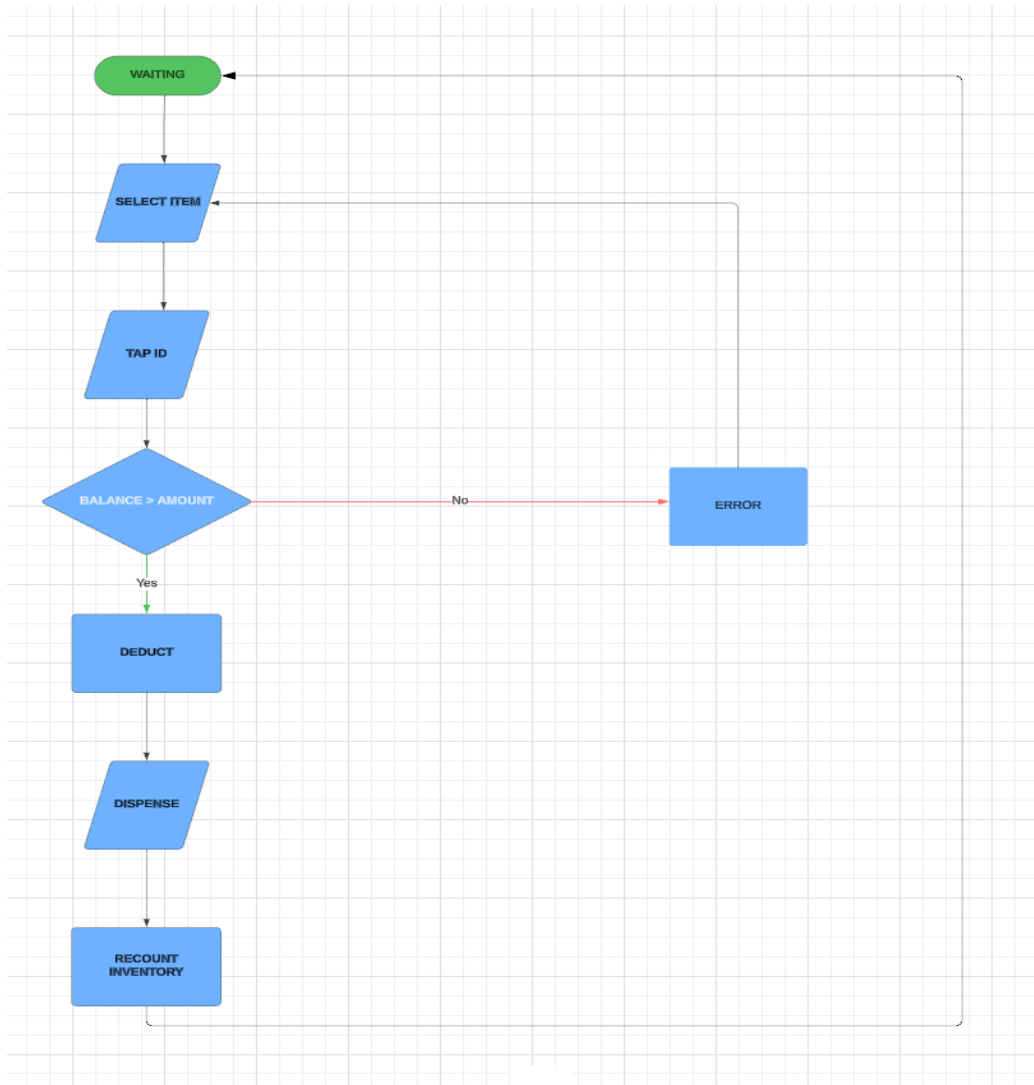 WAITING
SELECT ITEM
TAP ID
BALANCE > AMOUNT
No
ERROR
Yes
DEDUCT
DISPENSE
RECOUNT
INVENTORY